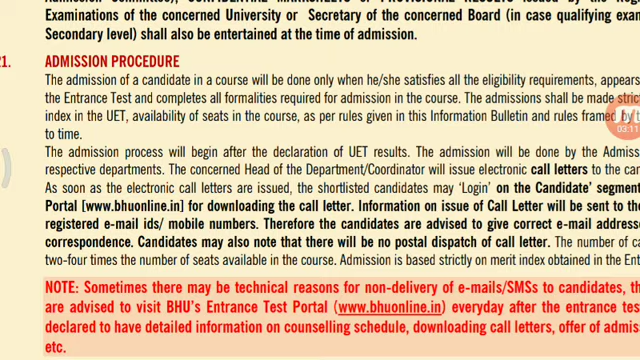 Admission Committee), CONFIDENTIAL MARKSHEETS or PROVISIONAL RESULTS issued by the Regi
Examinations of the concerned University or Secretary of the concerned Board (in case qualifying exa
Secondary level) shall also be entertained at the time of admission.
21. ADMISSION PROCEDURE
The admission of a candidate in a course will be done only when he/she satisfies all the eligibility requirements, appears
the Entrance Test and completes all formalities required for admission in the course. The admissions shall be made strict
index in the UET, availability of seats in the course, as per rules given in this Information Bulletin and rules framed by t
to time.
The admission process will begin after the declaration of UET results. The admission will be done by the Admiss
respective departments. The concerned Head of the Department/Coordinator will issue electronic call letters to the can
As soon as the electronic call letters are issued, the shortlisted candidates may 'Login' on the Candidate' segment
Portal [www.bhuonline.in] for downloading the call letter. Information on issue of Call Letter will be sent to the
registered e-mail ids/ mobile numbers. Therefore the candidates are advised to give correct e-mail addresse
correspondence. Candidates may also note that there will be no postal dispatch of call letter. The number of ca
two-four times the number of seats available in the course. Admission is based strictly on merit index obtained in the Ent
NOTE: Sometimes there may be technical reasons for non-delivery of e-mails/SMSs to candidates, th
are advised to visit BHU's Entrance Test Portal (www.bhuonline.in) everyday after the entrance tes
declared to have detailed information on counselling schedule, downloading call letters, offer of admis
etc.
03:11